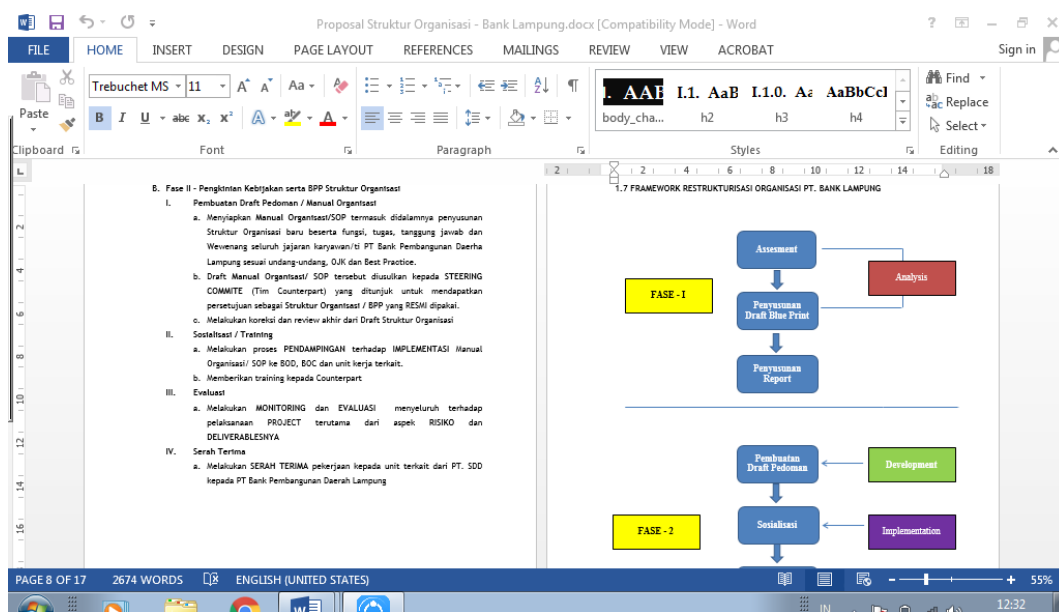 Proposal Struktur Organisasi - Bank Lampung.docx [Compatibility Mode] - Word
FILE HOME INSERT DESIGN PAGE LAYOUT REFERENCES MAILINGS REVIEW VIEW ACROBAT Sign in
Trebuchet MS 11
Paste
Clipboard
Font
Paragraph
I. AAB I.1. AaB I.1.0. Aa AaBbCcI
body_cha... h2 h3 h4
Styles
Find
Replace
Select
Editing
B. Fase II - Pengkinian Kebijakan serta BPP Struktur Organisasi
I. Pembuatan Draft Pedoman / Manual Organisasi
a. Menyiapkan Manual Organisasi/SOP termasuk didalamnya penyusunan
Struktur Organisasi baru beserta fungsi, tugas, tanggung jawab dan
Wewenang seluruh jajaran karyawan/ti PT Bank Pembangunan Daerha
Lampung sesuai undang-undang, OJK dan Best Practice.
b. Draft Manual Organisasi/ SOP tersebut diusulkan kepada STEERING
COMMITE (Tim Counterpart) yang ditunjuk untuk mendapatkan
persetujuan sebagai Struktur Organisasi / BPP yang RESMI dipakai.
c. Melakukan koreksi dan review akhir dari Draft Struktur Organisasi
II. Sosialisasi / Training
a. Melakukan proses PENDAMPINGAN terhadap IMPLEMENTASI Manual
Organisasi/ SOP ke BOD, BOC dan unit kerja terkait.
b. Memberikan training kepada Counterpart
III. Evaluasi
a. Melakukan MONITORING dan EVALUASI menyeluruh terhadap
pelaksanaan PROJECT terutama dari aspek RISIKO dan
DELIVERABLESNYA
IV. Serah Terima
a. Melakukan SERAH TERIMA pekerjaan kepada unit terkait dari PT. SDD
kepada PT Bank Pembangunan Daerah Lampung
1.7 FRAMEWORK RESTRUKTURISASI ORGANISASI PT. BANK LAMPUNG
Assesment
Analysis
FASE - I
Penyusunan
Draft Blue Print
Penyusunan
Report
Pembuatan
Draft Pedoman
Development
FASE - 2
Sosialisasi
Implementation
PAGE 8 OF 17 2674 WORDS ENGLISH (UNITED STATES) 55%
IN 12:32